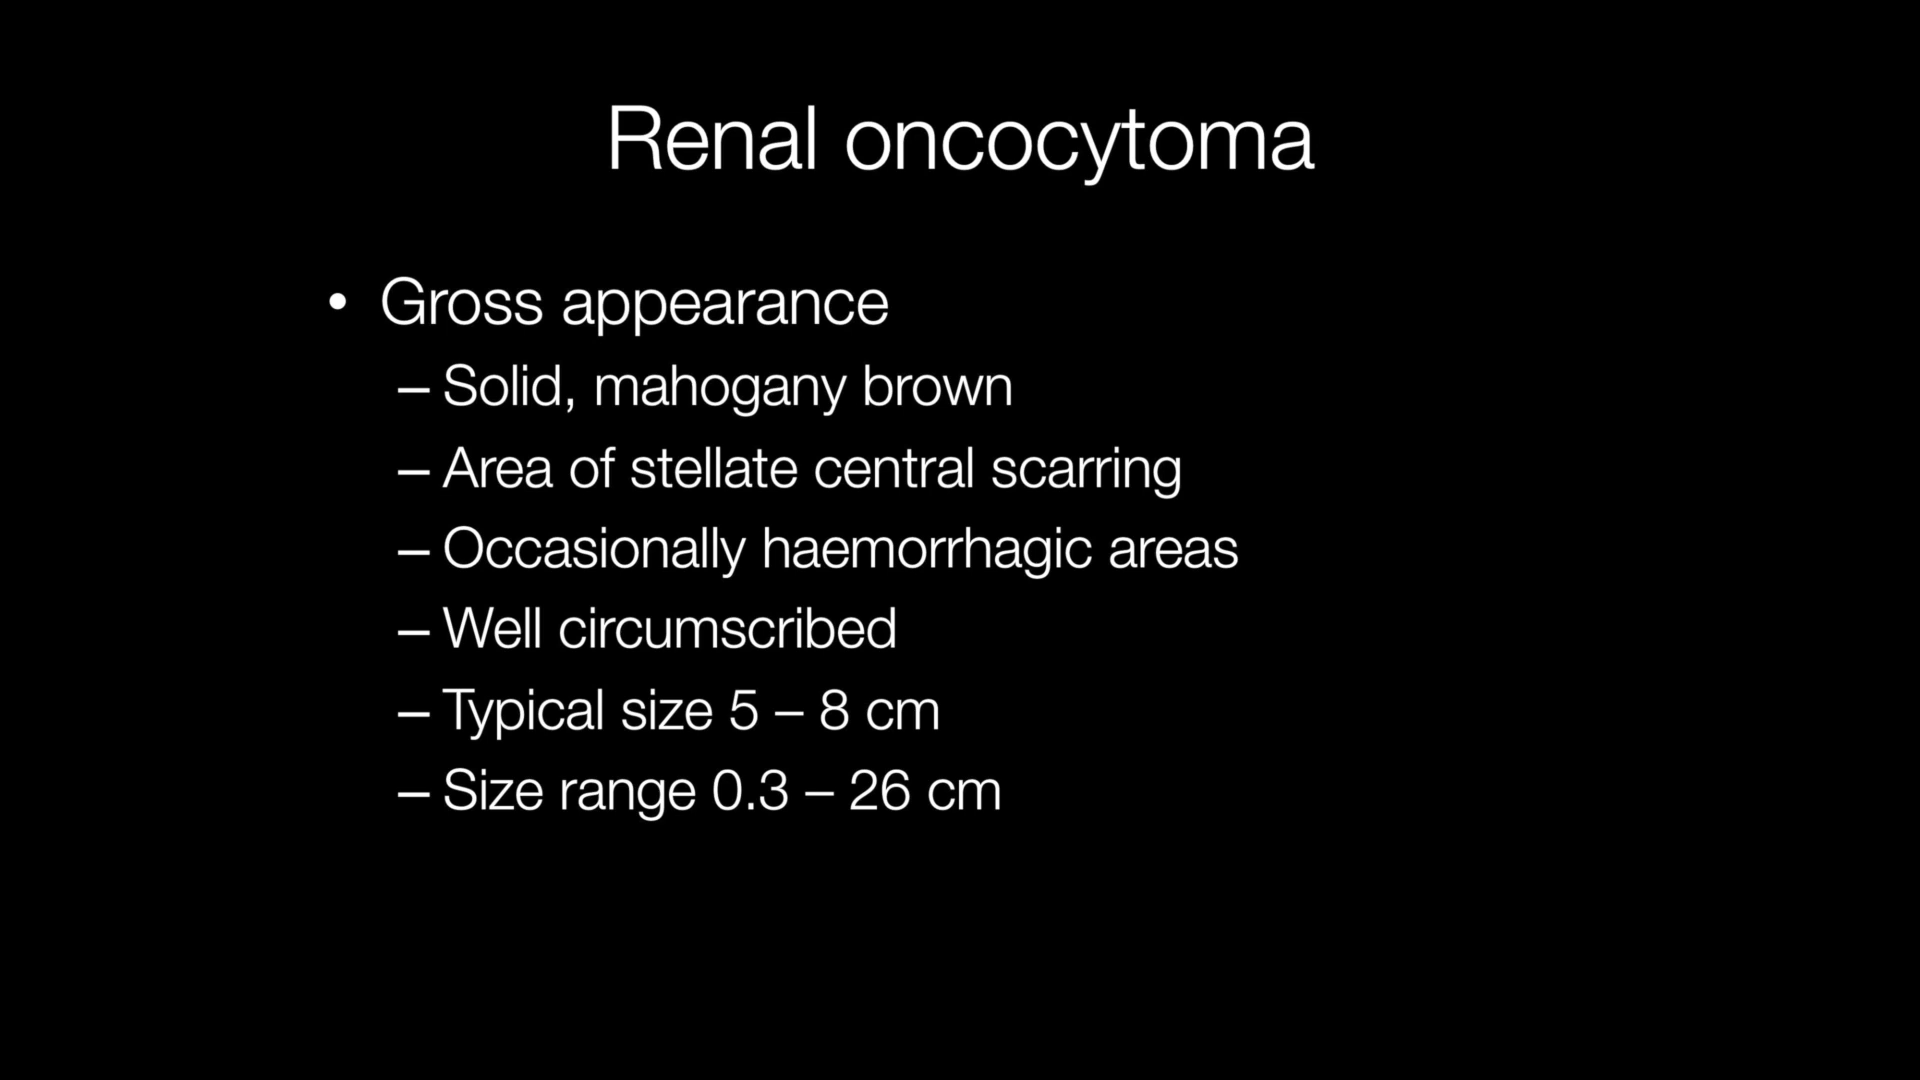 Renal oncocytoma
• Gross appearance
– Solid, mahogany brown
– Area of stellate central scarring
– Occasionally haemorrhagic areas
– Well circumscribed
– Typical size 5 – 8 cm
– Size range 0.3 – 26 cm